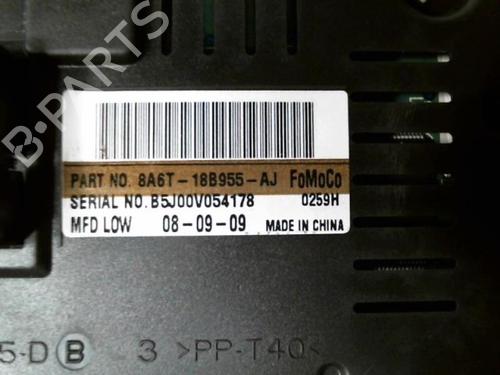 B-PARTS
PART NO. 8A6T-18B955-AJ FoMoCo
SERIAL NO.B5J00V054178 0259H
MFD LOW 08-09-09 MADE IN CHINA
5-D B 3 >PP-T40<